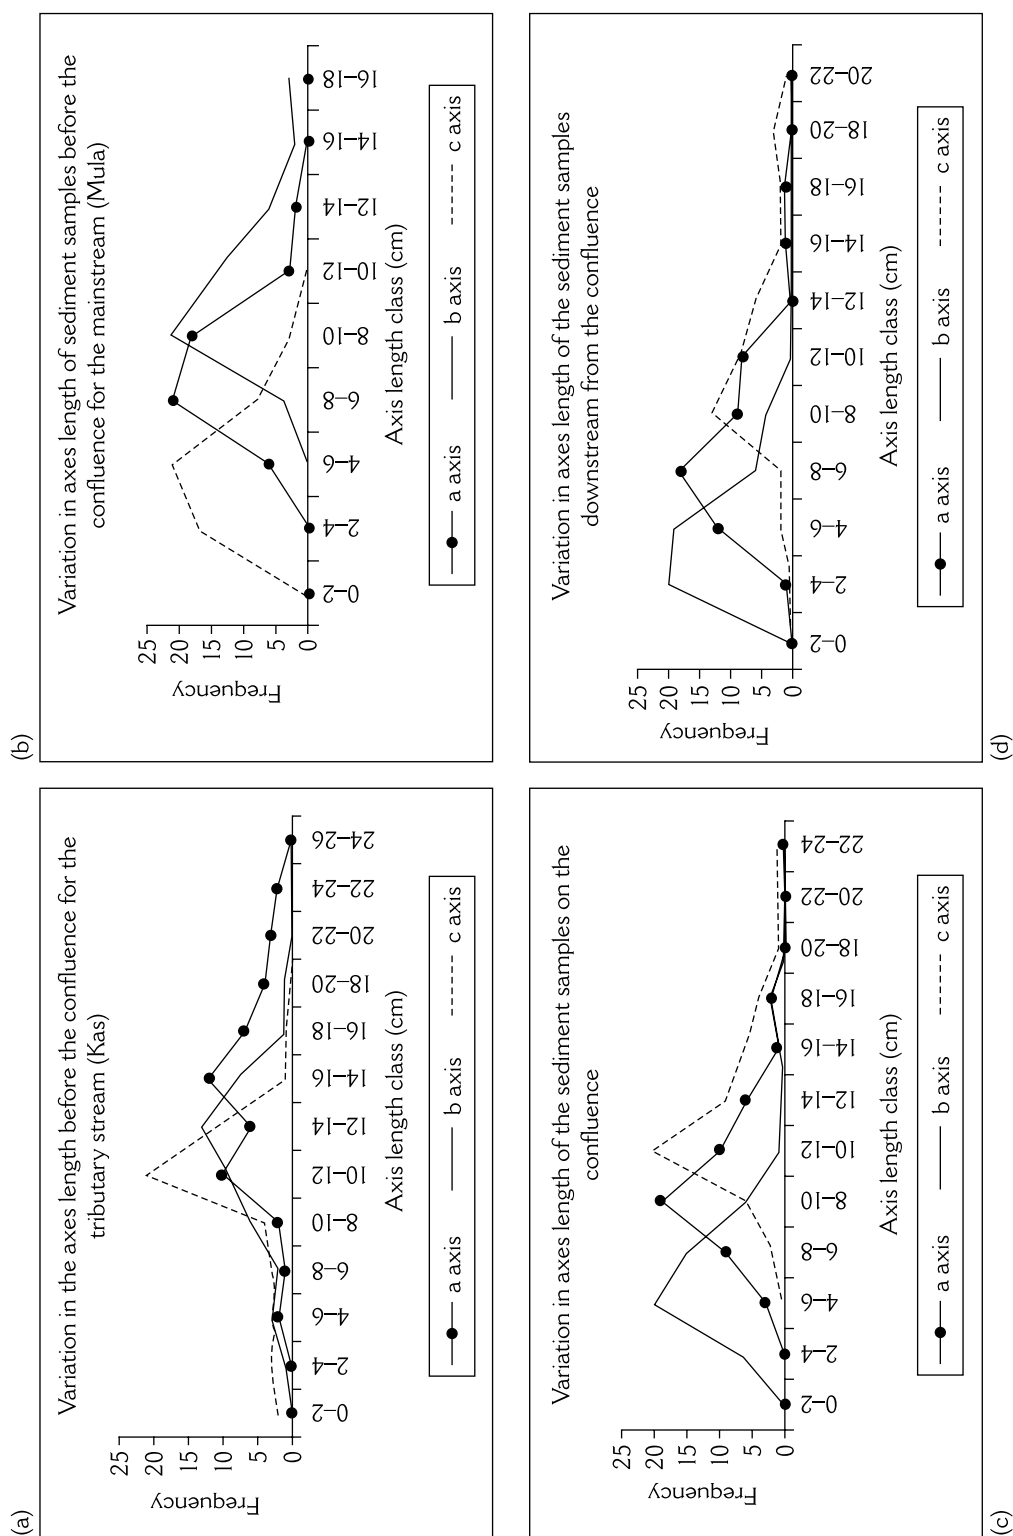 (a)
Variation in the axes length before the confluence for the
tributary stream (Kas)
Frequency
25
20
15
10
5
0
0–2
2–4
4–6
6–8
8–10
10–12
12–14
14–16
16–18
18–20
20–22
22–24
24–26
Axis length class (cm)
a axis
b axis
c axis
(b)
Variation in axes length of sediment samples before the
confluence for the mainstream (Mula)
Frequency
25
20
15
10
5
0
0–2
2–4
4–6
6–8
8–10
10–12
12–14
14–16
16–18
Axis length class (cm)
a axis
b axis
c axis
(c)
Variation in axes length of the sediment samples on the
confluence
Frequency
25
20
15
10
5
0
0–2
2–4
4–6
6–8
8–10
10–12
12–14
14–16
16–18
18–20
20–22
22–24
Axis length class (cm)
a axis
b axis
c axis
(d)
Variation in axes length of the sediment samples
downstream from the confluence
Frequency
25
20
15
10
5
0
0–2
2–4
4–6
6–8
8–10
10–12
12–14
14–16
16–18
18–20
20–22
Axis length class (cm)
a axis
b axis
c axis